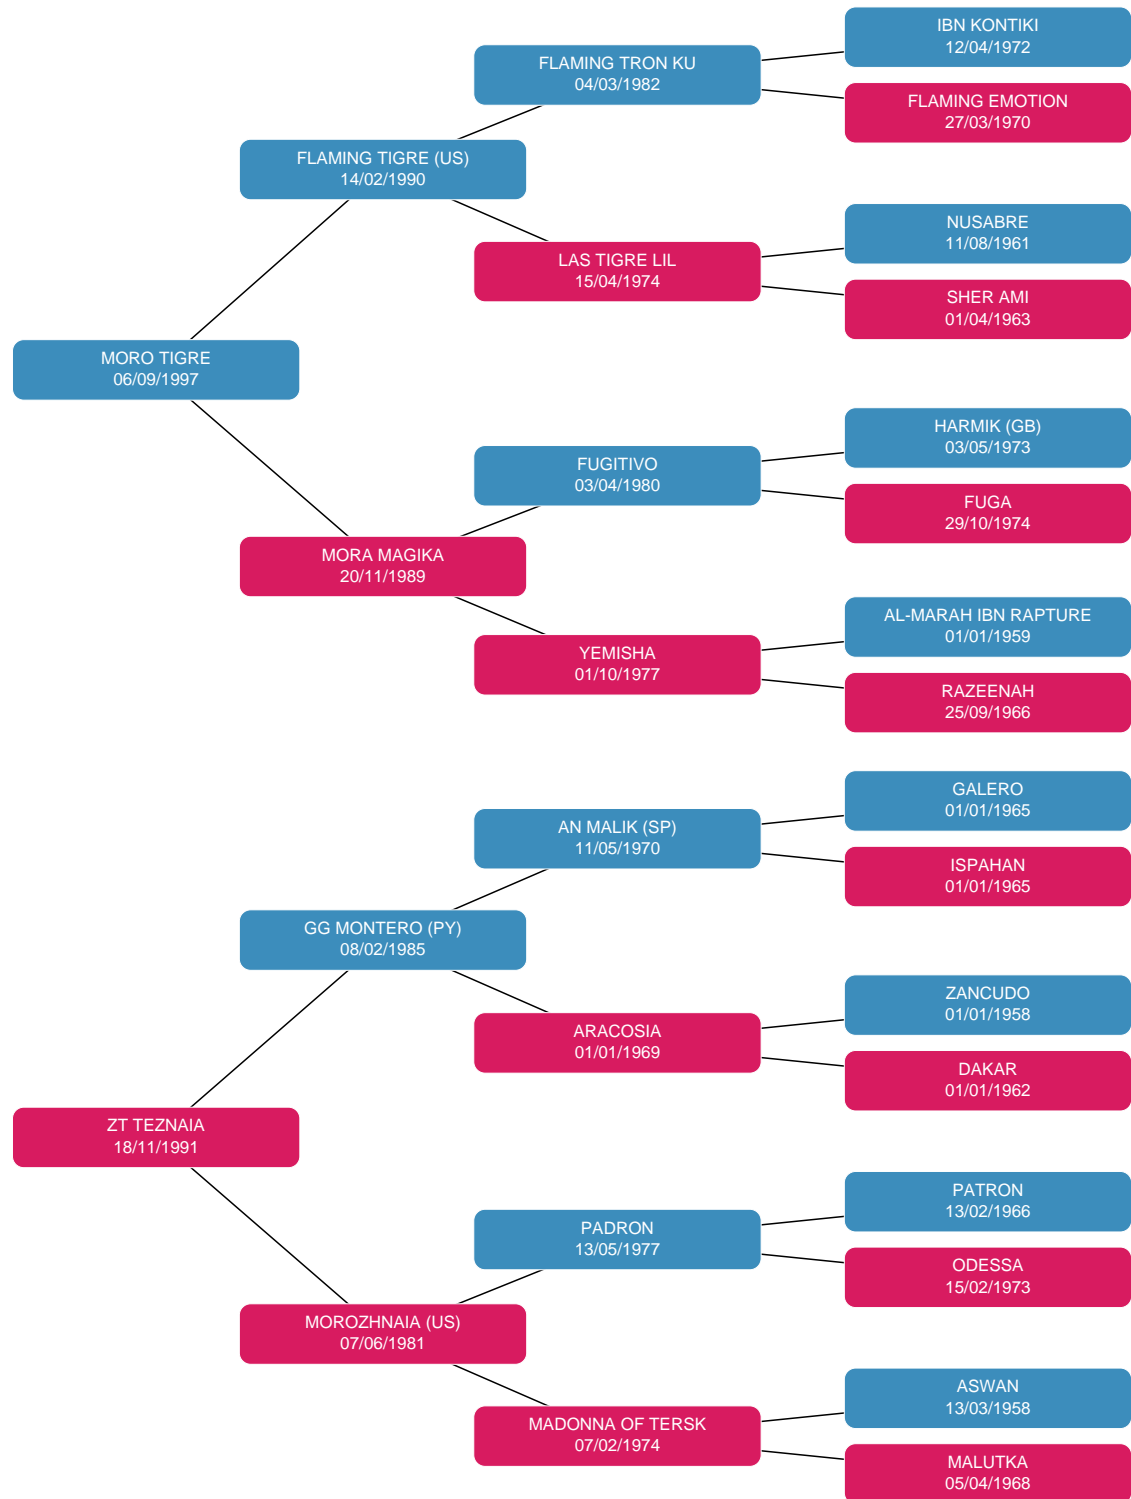 IBN KONTIKI
12/04/1972
FLAMING TRON KU
04/03/1982
FLAMING EMOTION
27/03/1970
FLAMING TIGRE (US)
14/02/1990
NUSABRE
11/08/1961
LAS TIGRE LIL
15/04/1974
SHER AMI
01/04/1963
MORO TIGRE
06/09/1997
HARMIK (GB)
03/05/1973
FUGITIVO
03/04/1980
FUGA
29/10/1974
MORA MAGIKA
20/11/1989
AL-MARAH IBN RAPTURE
01/01/1959
YEMISHA
01/10/1977
RAZEENAH
25/09/1966
GALERO
01/01/1965
AN MALIK (SP)
11/05/1970
ISPAHAN
01/01/1965
GG MONTERO (PY)
08/02/1985
ZANCUDO
01/01/1958
ARACOSIA
01/01/1969
DAKAR
01/01/1962
ZT TEZNAIA
18/11/1991
PATRON
13/02/1966
PADRON
13/05/1977
ODESSA
15/02/1973
MOROZHNAIA (US)
07/06/1981
ASWAN
13/03/1958
MADONNA OF TERSK
07/02/1974
MALUTKA
05/04/1968